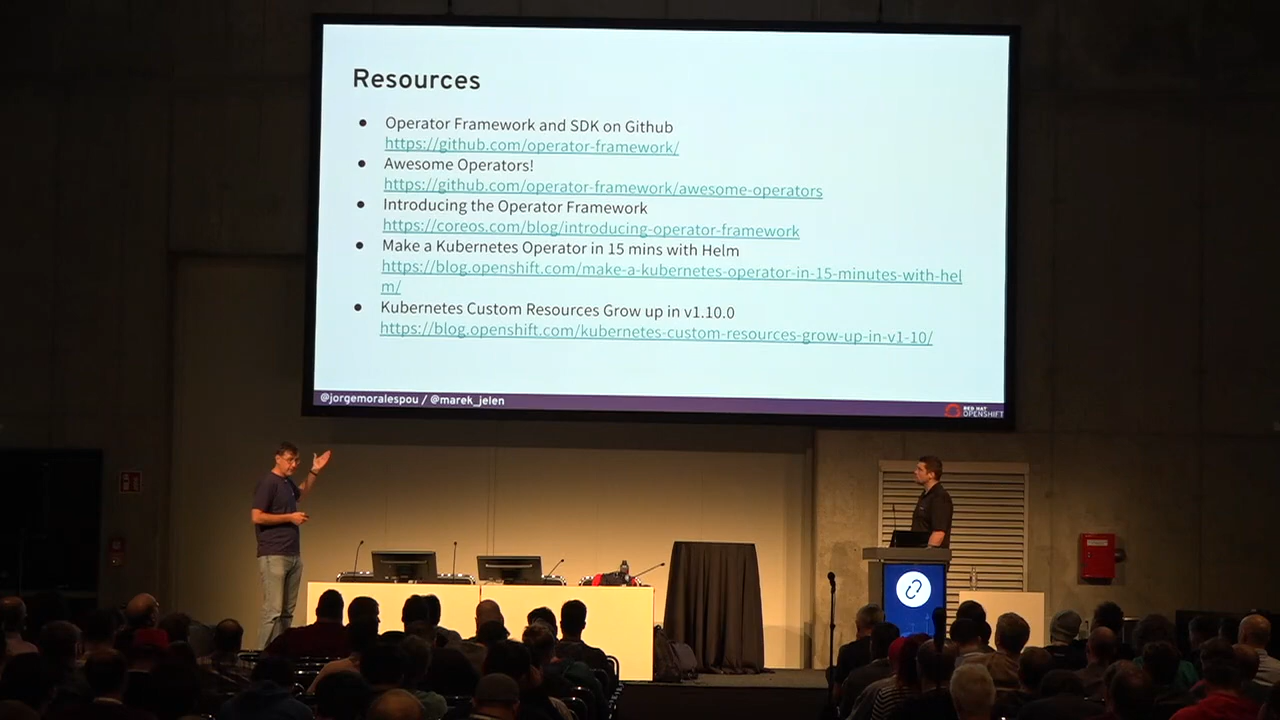 Resources
● Operator Framework and SDK on Github
https://github.com/operator-framework/
● Awesome Operators!
https://github.com/operator-framework/awesome-operators
● Introducing the Operator Framework
https://coreos.com/blog/introducing-operator-framework
● Make a Kubernetes Operator in 15 mins with Helm
https://blog.openshift.com/make-a-kubernetes-operator-in-15-minutes-with-hel
m/
● Kubernetes Custom Resources Grow up in v1.10.0
https://blog.openshift.com/kubernetes-custom-resources-grow-up-in-v1-10/
@jorgemoralespou / @marek_jelen
RED HAT
OPENSHIFT